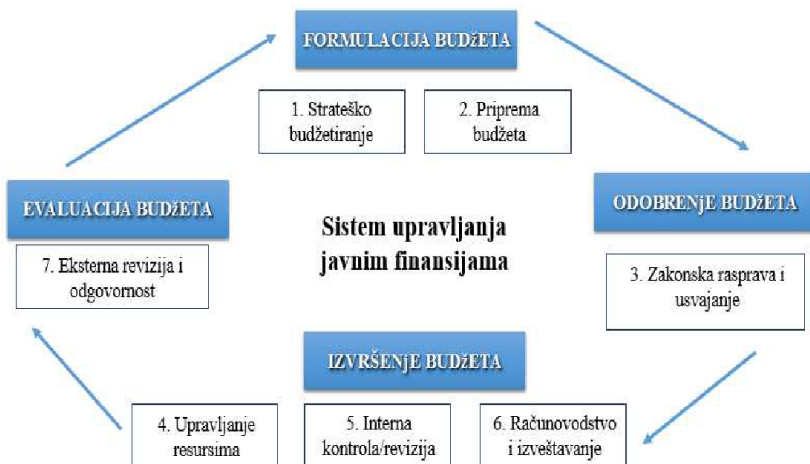 FORMULACIJA BUDžETA
1. Strateško
budžetiranje
2. Priprema
budžeta
EVALUACIJA BUDžETA
7. Eksterna revizija i
odgovornost
Sistem upravljanja
javnim finansijama
ODOBRENjE BUDžETA
3. Zakonska rasprava i
usvajanje
IZVRŠENjE BUDžETA
4. Upravljanje
resursima
5. Interna
kontrola/revizija
6. Računovodstvo
i izveštavanje